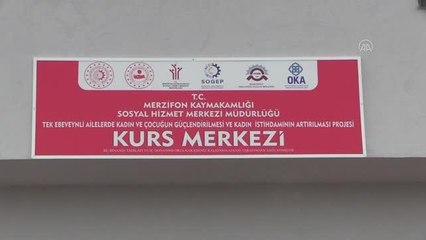 SOGEP
OKA
T.C.
MERZİFON KAYMAKAMLIĞI
SOSYAL HİZMET MERKEZİ MÜDÜRLÜĞÜ
TEK EBEVEYNLİ AİLELERDE KADIN VE ÇOCUĞUN GÜÇLENDİRİLMESİ VE KADIN İSTİHDAMININ ARTIRILMASI PROJESİ
KURS MERKEZİ